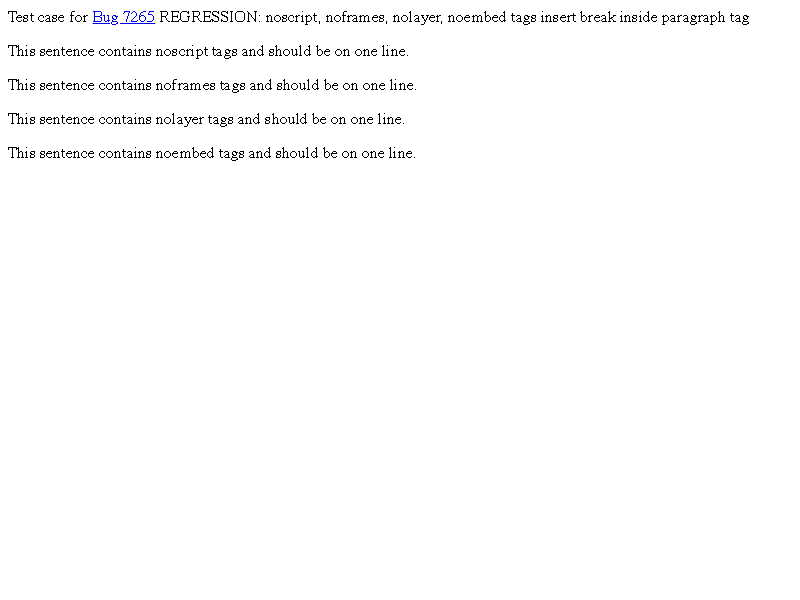 Test case for Bug 7265 REGRESSION: noscript, noframes, nolayer, noembed tags insert break inside paragraph tag
This sentence contains noscript tags and should be on one line.
This sentence contains noframes tags and should be on one line.
This sentence contains nolayer tags and should be on one line.
This sentence contains noembed tags and should be on one line.